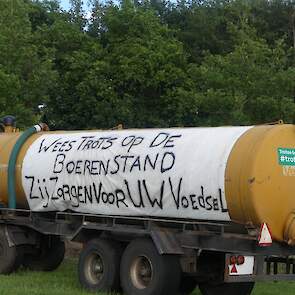 Wees Trots op de
Boerenstand
Zij Zorgen Voor UW Voedsel